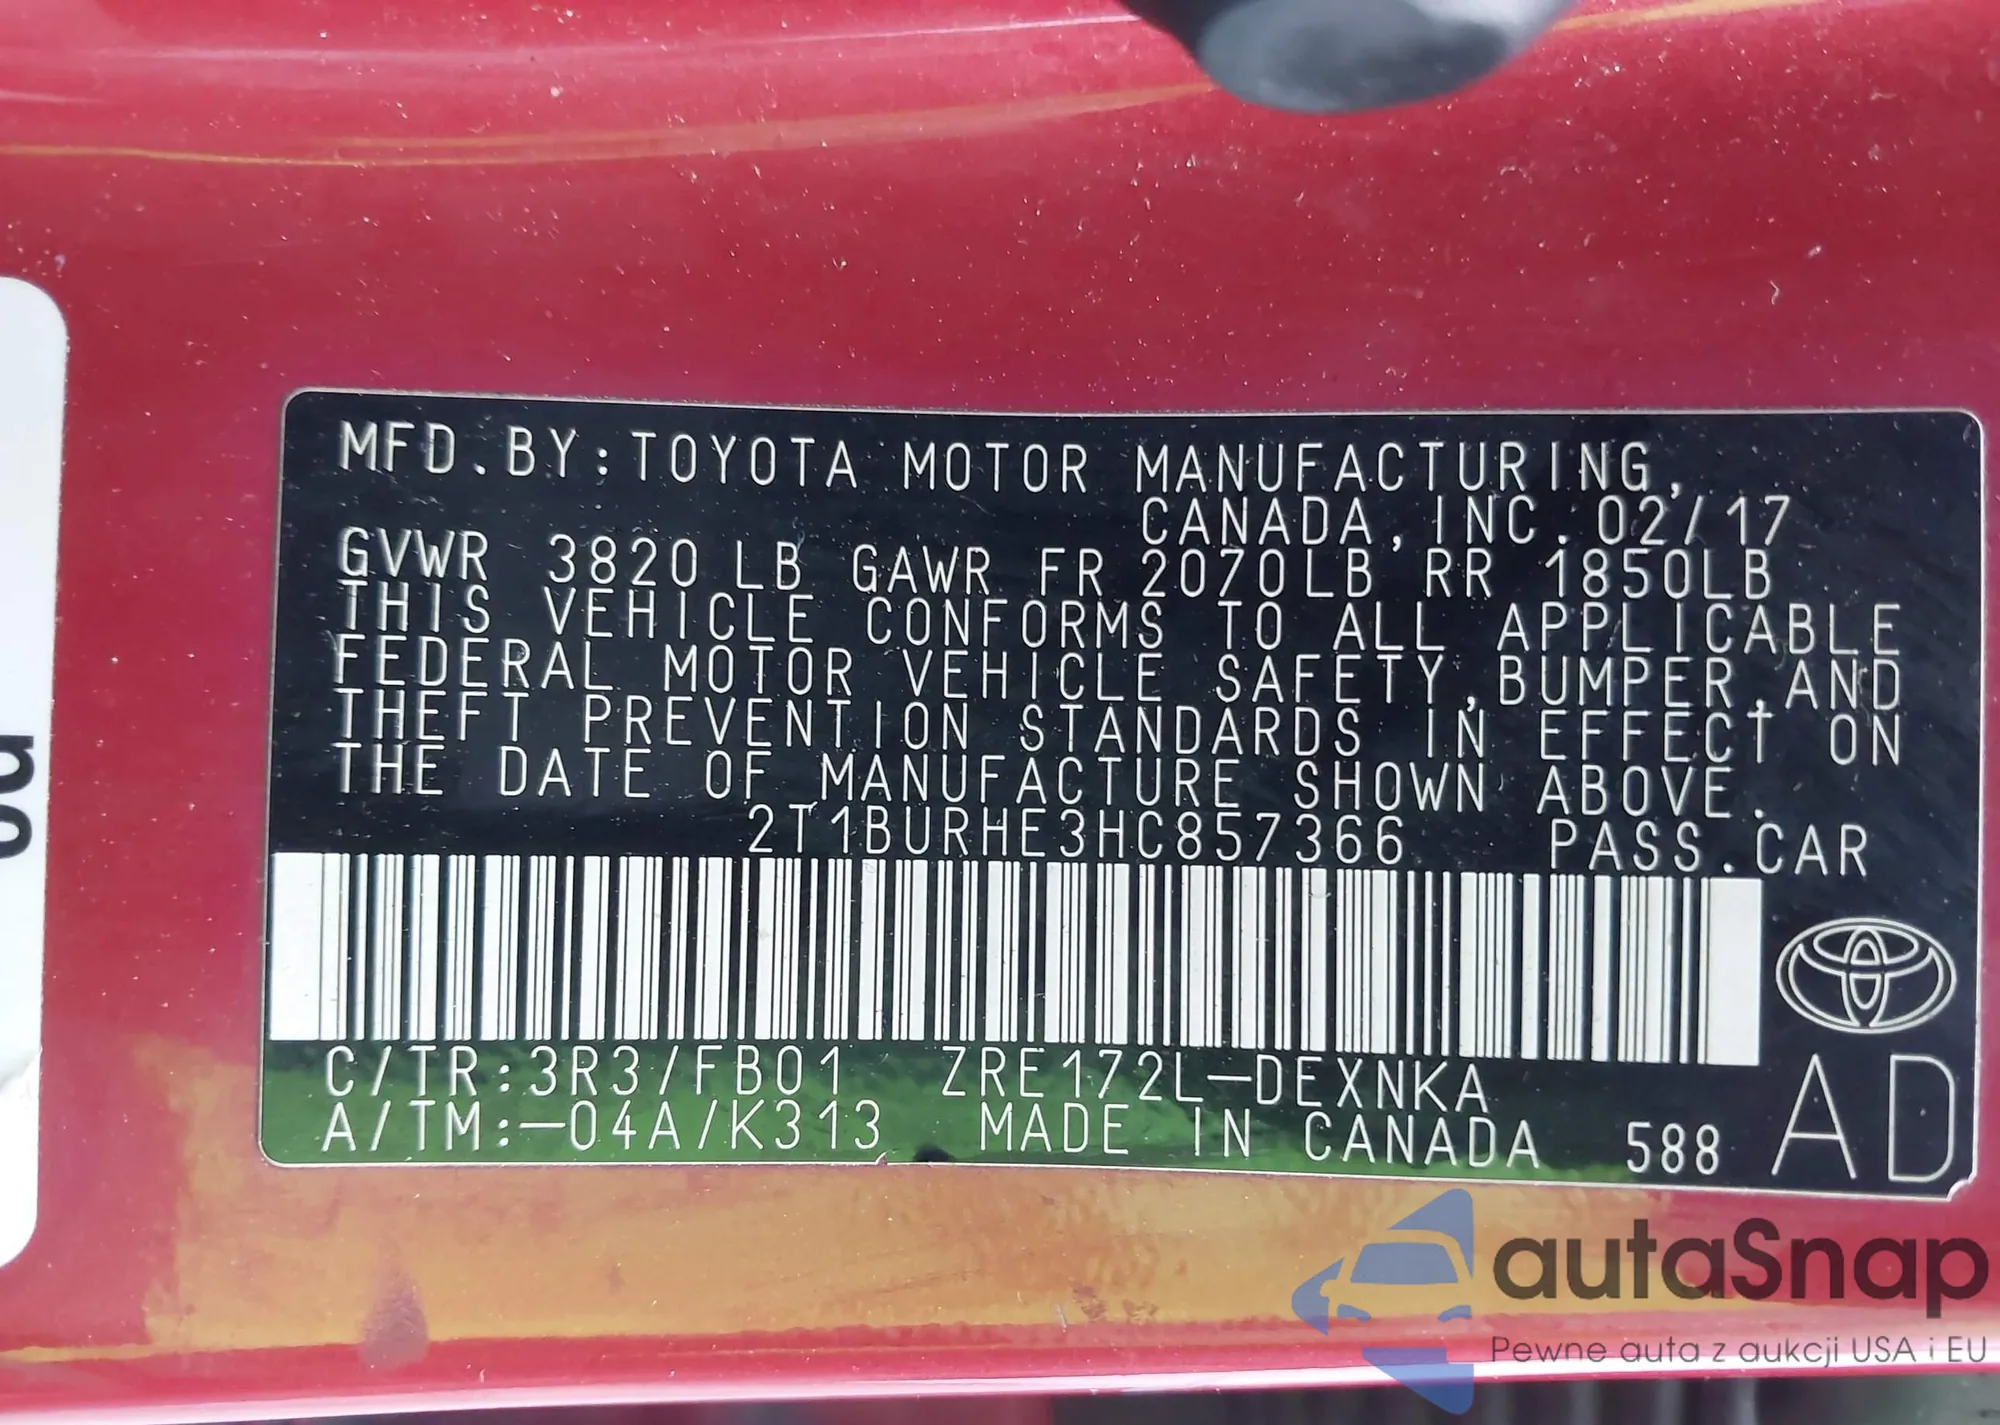 MFD.BY:TOYOTA MOTOR MANUFACTURING,
CANADA, INC. 02/17
GVWR 3820LB GAWR FR 2070LB RR 1850LB
THIS VEHICLE CONFORMS TO ALL APPLICABLE
FEDERAL MOTOR VEHICLE SAFETY,BUMPER,AND
THEFT PREVENTION STANDARDS IN EFFECT ON
THE DATE OF MANUFACTURE SHOWN ABOVE.
2T1BURHE3HC857366 PASS.CAR
C/TR:3R3/FB01 ZRE172L-DEXNKA
A/TM:-04A/K313 MADE IN CANADA 588 AD
autaSnap
Pewne auta z aukcji USA i EU